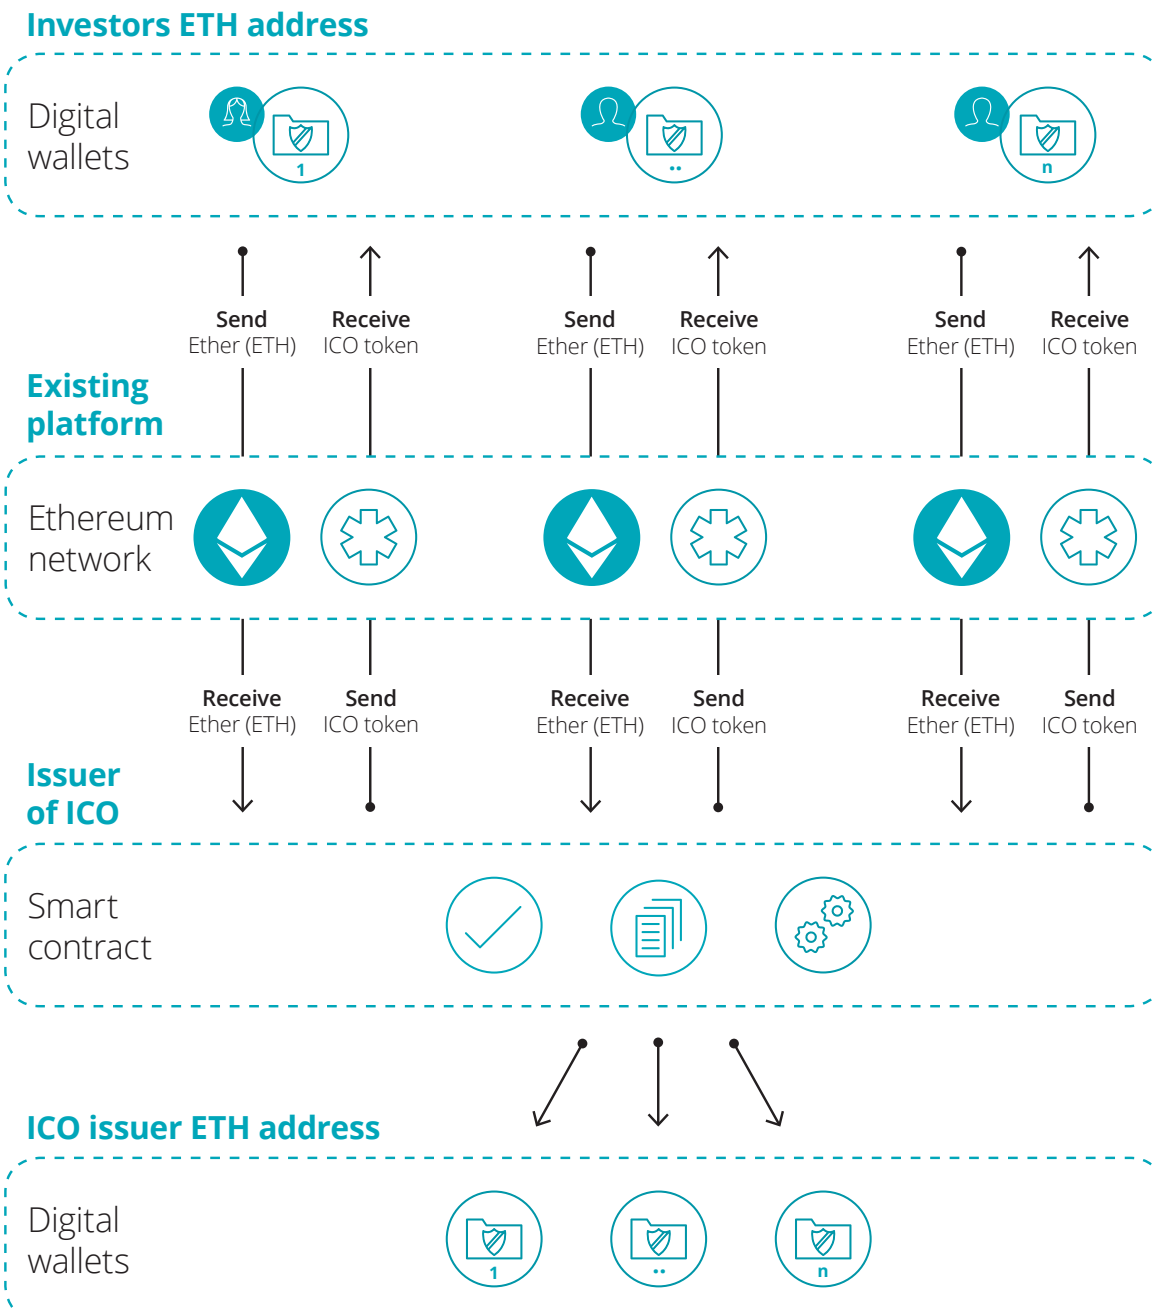 Investors ETH address
Digital
wallets
1
••
n
Send
Ether (ETH)
Receive
ICO token
Send
Ether (ETH)
Receive
ICO token
Send
Ether (ETH)
Receive
ICO token
Existing
platform
Ethereum
network
Receive
Ether (ETH)
Send
ICO token
Receive
Ether (ETH)
Send
ICO token
Receive
Ether (ETH)
Send
ICO token
Issuer
of ICO
Smart
contract
ICO issuer ETH address
Digital
wallets
1
••
n